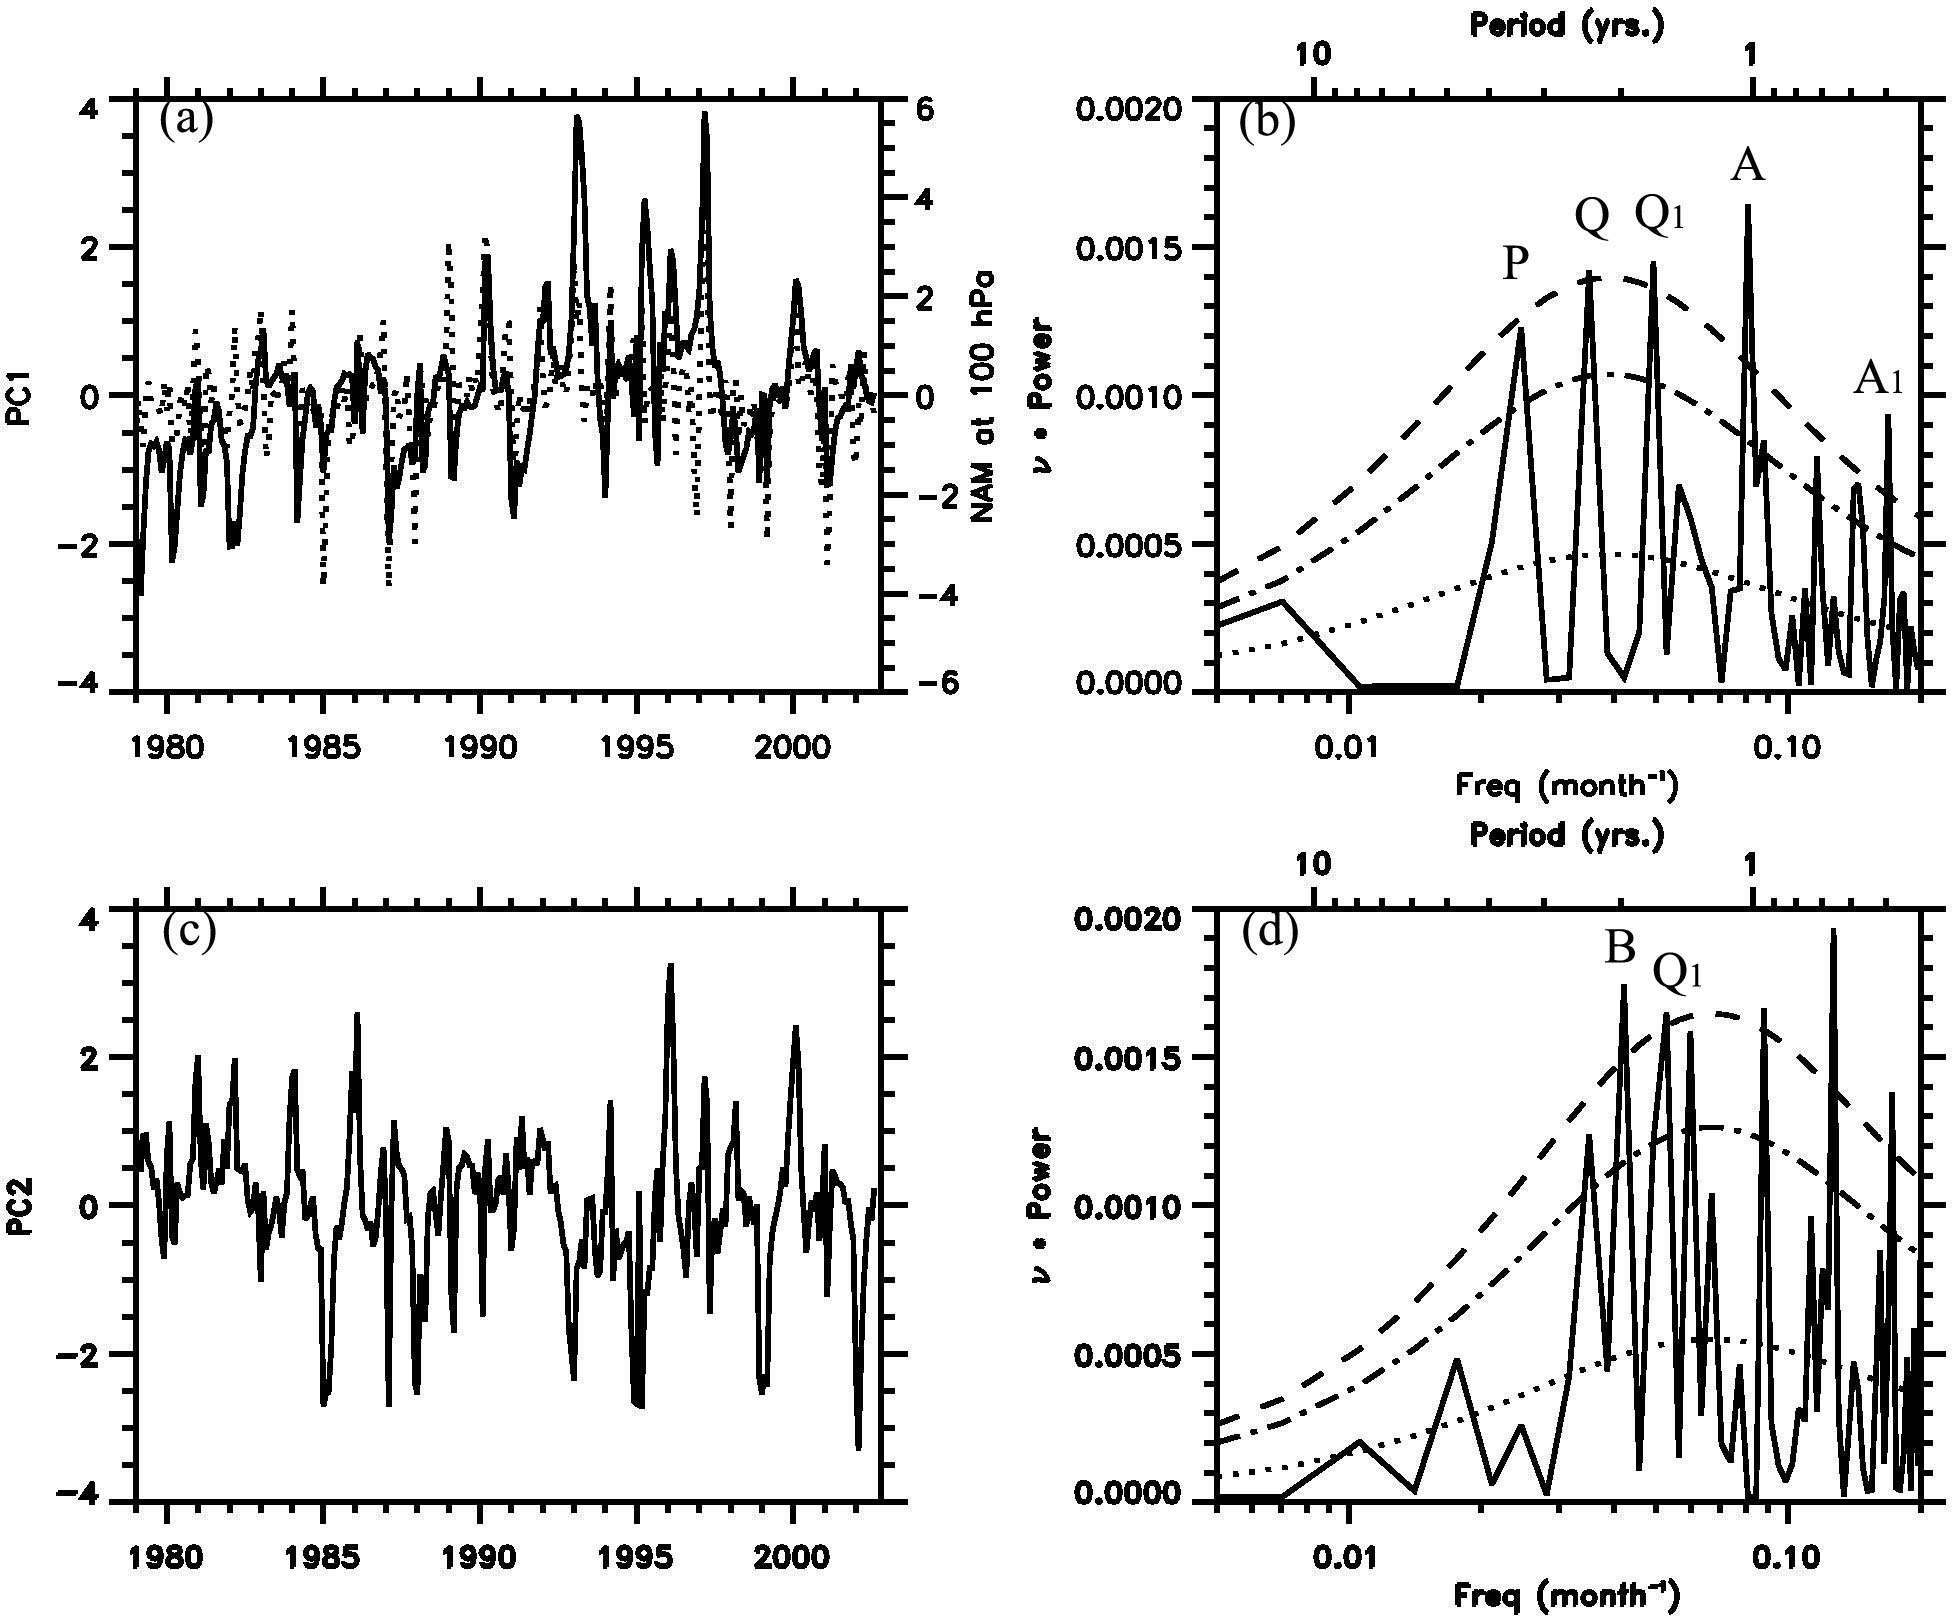 (a)
4
2
0
−2
−4
PC1
6
4
2
0
−2
−4
−6
NAM at 100 hPa
1980 1985 1990 1995 2000
Period (yrs.)
10 1
(b)
P Q Q1 A A1
0.0020
0.0015
0.0010
0.0005
0.0000
ν • Power
0.01 0.10
Freq (month⁻¹)
(c)
4
2
0
−2
−4
PC2
1980 1985 1990 1995 2000
Period (yrs.)
10 1
(d)
B Q1
0.0020
0.0015
0.0010
0.0005
0.0000
ν • Power
0.01 0.10
Freq (month⁻¹)